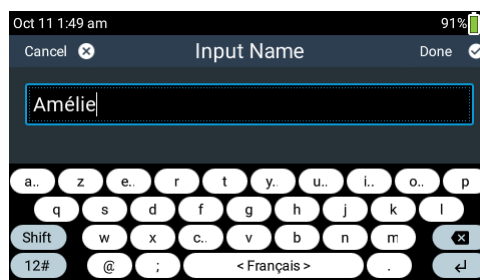 Oct 11 1:49 am 91%
Cancel Input Name Done
Amélie
a.. z e.. r t y.. u.. i.. o.. p
q s d f g h j k l
Shift w x c.. v b n m
12# @ ; < Français > .